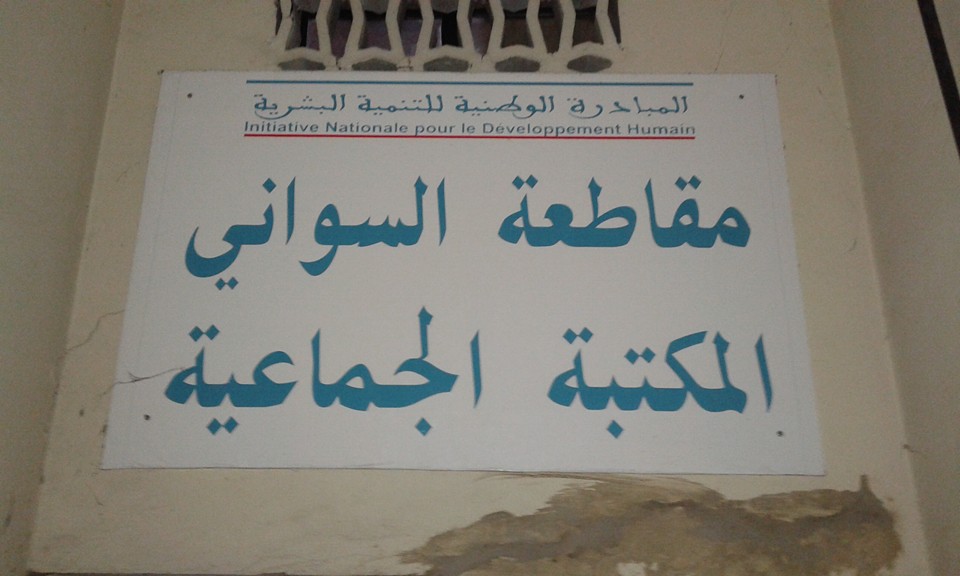 المبادرة الوطنية للتنمية البشرية
Initiative Nationale pour le Développement Humain
مقاطعة السواني
المكتبة الجماعية